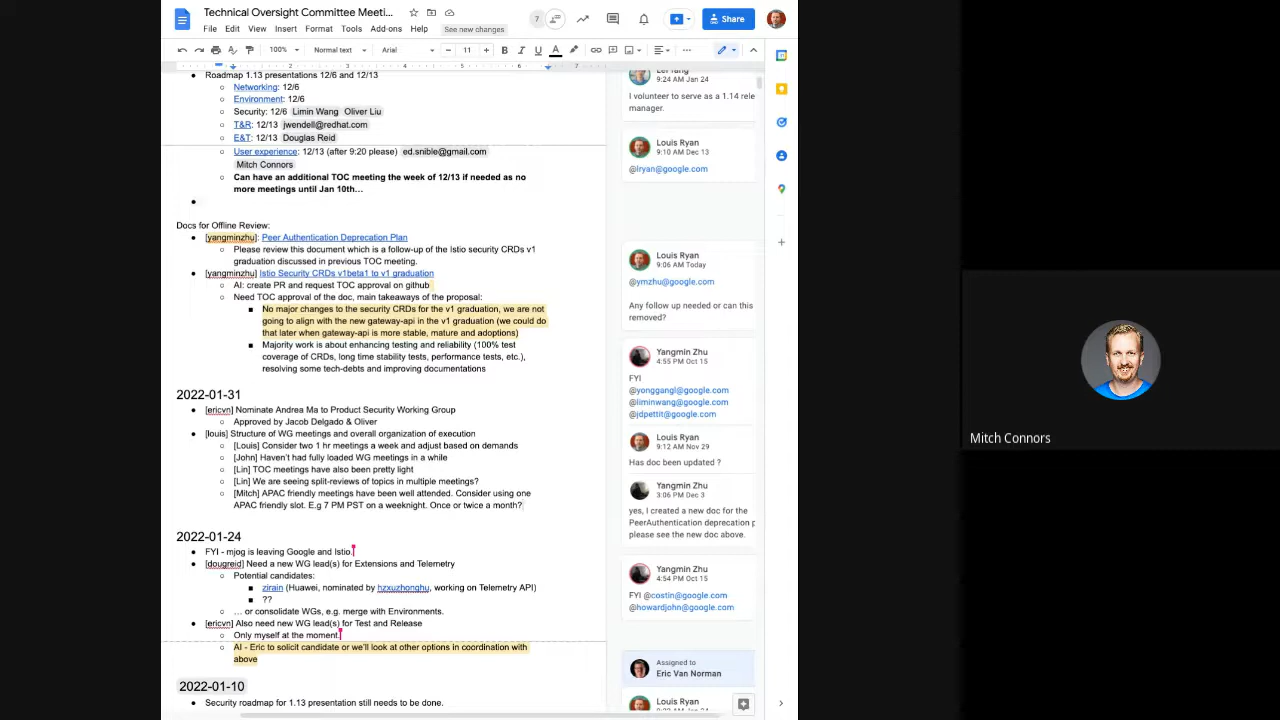 Technical Oversight Committee Meeti...
File Edit View Insert Format Tools Add-ons Help
See new changes
7
Share
100% Normal text Arial 11
B I U A
2 3 4 5 6 7
Roadmap 1.13 presentations 12/6 and 12/13
Networking: 12/6
Environment: 12/6
Security: 12/6 Limin Wang Oliver Liu
T&R: 12/13 jwendell@redhat.com
E&T: 12/13 Douglas Reid
User experience: 12/13 (after 9:20 please) ed.snible@gmail.com
Mitch Connors
Can have an additional TOC meeting the week of 12/13 if needed as no
more meetings until Jan 10th…
Docs for Offline Review:
[yangminzhu]: Peer Authentication Deprecation Plan
Please review this document which is a follow-up of the Istio security CRDs v1
graduation discussed in previous TOC meeting.
[yangminzhu] Istio Security CRDs v1beta1 to v1 graduation
AI: create PR and request TOC approval on github
Need TOC approval of the doc, main takeaways of the proposal:
No major changes to the security CRDs for the v1 graduation, we are not
going to align with the new gateway-api in the v1 graduation (we could do
that later when gateway-api is more stable, mature and adoptions)
Majority work is about enhancing testing and reliability (100% test
coverage of CRDs, long time stability tests, performance tests, etc.),
resolving some tech-debts and improving documentations
2022-01-31
[ericvn] Nominate Andrea Ma to Product Security Working Group
Approved by Jacob Delgado & Oliver
[louis] Structure of WG meetings and overall organization of execution
[Louis] Consider two 1 hr meetings a week and adjust based on demands
[John] Haven't had fully loaded WG meetings in a while
[Lin] TOC meetings have also been pretty light
[Lin] We are seeing split-reviews of topics in multiple meetings?
[Mitch] APAC friendly meetings have been well attended. Consider using one
APAC friendly slot. E.g 7 PM PST on a weeknight. Once or twice a month?
2022-01-24
FYI - mjog is leaving Google and Istio.
[dougreid] Need a new WG lead(s) for Extensions and Telemetry
Potential candidates:
zirain (Huawei, nominated by hzxuzhonghu, working on Telemetry API)
??
… or consolidate WGs, e.g. merge with Environments.
[ericvn] Also need new WG lead(s) for Test and Release
Only myself at the moment.
AI - Eric to solicit candidate or we'll look at other options in coordination with
above
2022-01-10
Security roadmap for 1.13 presentation still needs to be done.
9:24 AM Jan 24
I volunteer to serve as a 1.14 rele
manager.
Louis Ryan
9:10 AM Dec 13
@lryan@google.com
Louis Ryan
9:06 AM Today
@ymzhu@google.com
Any follow up needed or can this
removed?
Yangmin Zhu
4:55 PM Oct 15
FYI
@yonggangl@google.com
@liminwang@google.com
@jdpettit@google.com
Louis Ryan
9:12 AM Nov 29
Has doc been updated ?
Yangmin Zhu
3:06 PM Dec 3
yes, I created a new doc for the
PeerAuthentication deprecation p
please see the new doc above.
Yangmin Zhu
4:54 PM Oct 15
FYI @costin@google.com
@howardjohn@google.com
Assigned to
Eric Van Norman
Louis Ryan
Mitch Connors